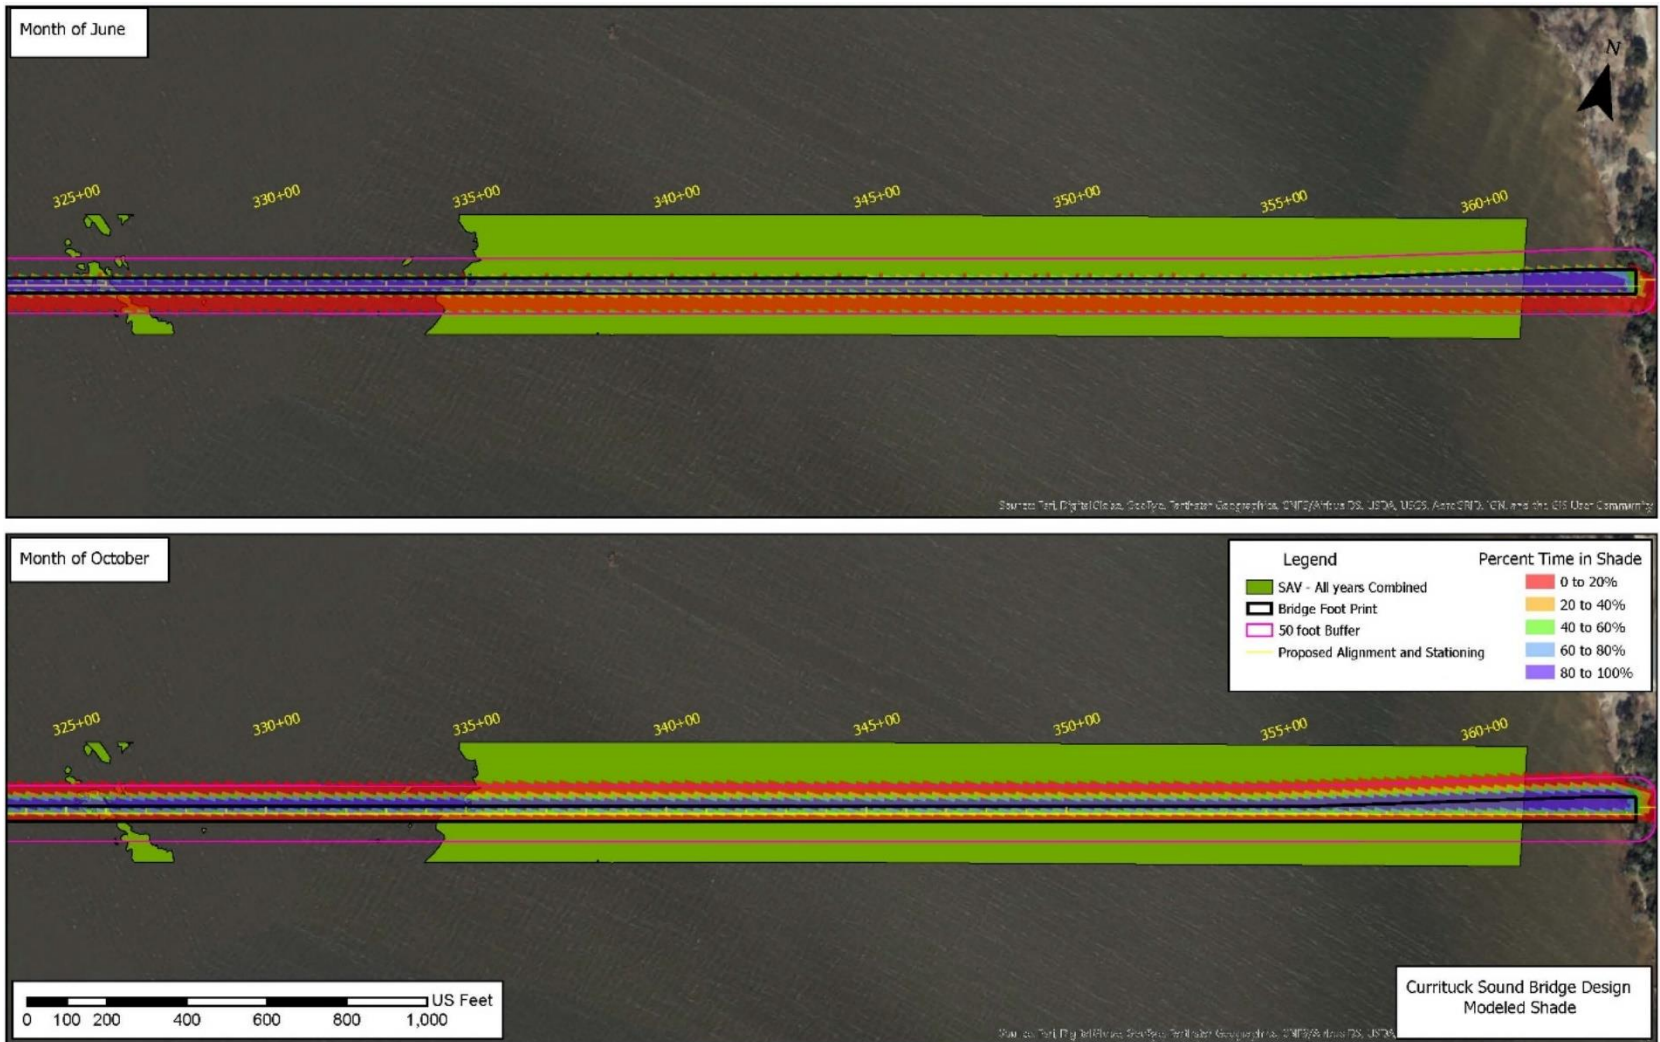 Month of June
N
325+00
330+00
335+00
340+00
345+00
350+00
355+00
360+00
Month of October
Legend
SAV - All years Combined
Bridge Foot Print
50 foot Buffer
Proposed Alignment and Stationing
Percent Time in Shade
0 to 20%
20 to 40%
40 to 60%
60 to 80%
80 to 100%
325+00
330+00
335+00
340+00
345+00
350+00
355+00
360+00
US Feet
0 100 200 400 600 800 1,000
Currituck Sound Bridge Design
Modeled Shade